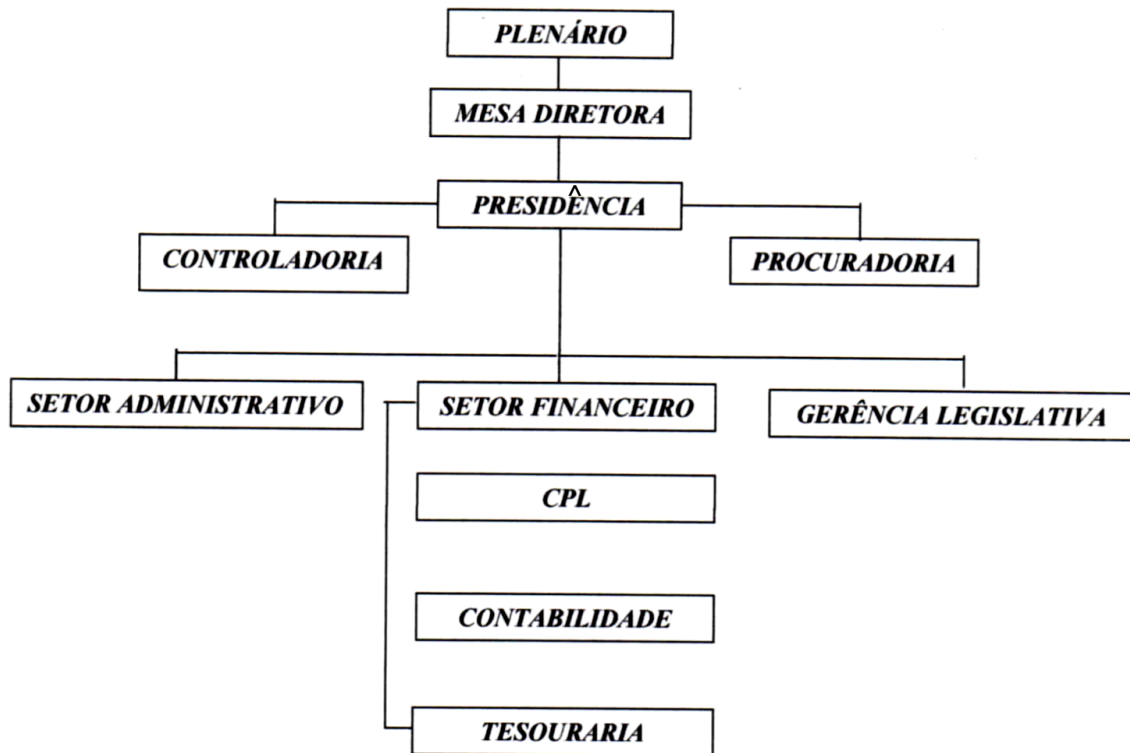 PLENÁRIO
MESA DIRETORA
PRESIDÊNCIA
CONTROLADORIA
PROCURADORIA
SETOR ADMINISTRATIVO
SETOR FINANCEIRO
GERÊNCIA LEGISLATIVA
CPL
CONTABILIDADE
TESOURARIA